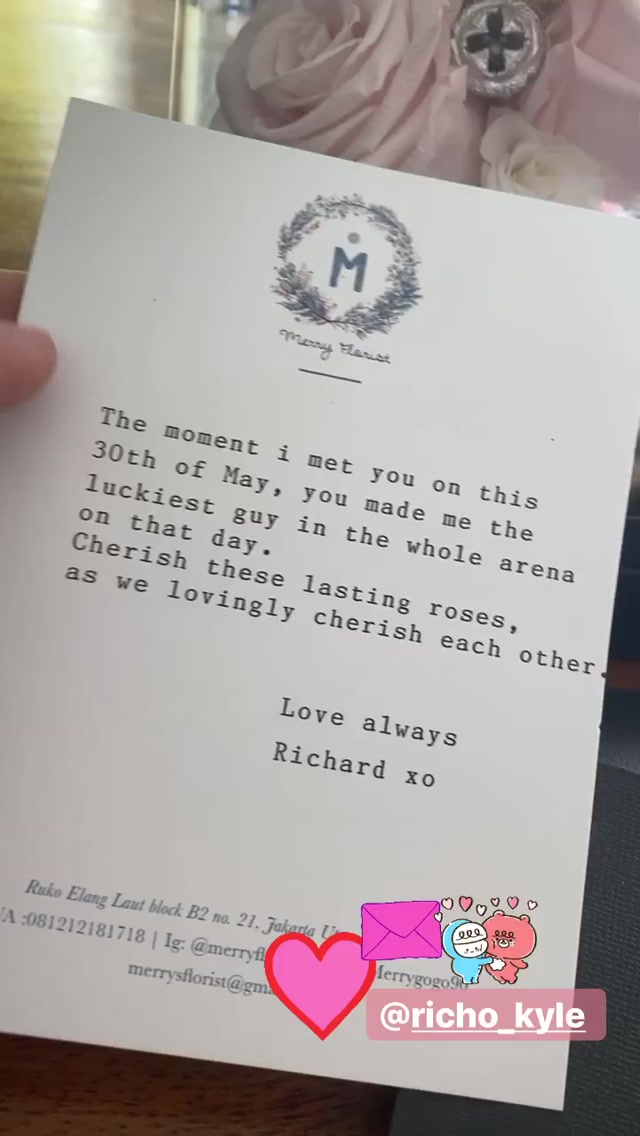 M
Merry Florist
The moment i met you on this
30th of May, you made me the
luckiest guy in the whole arena
on that day.
Cherish these lasting roses,
as we lovingly cherish each other.
Love always
Richard xo
Ruko Elang Laut block B2 no. 21, Jakarta
:081212181718 | Ig: @merryfl
merrysflorist@gma
@richo_kyle